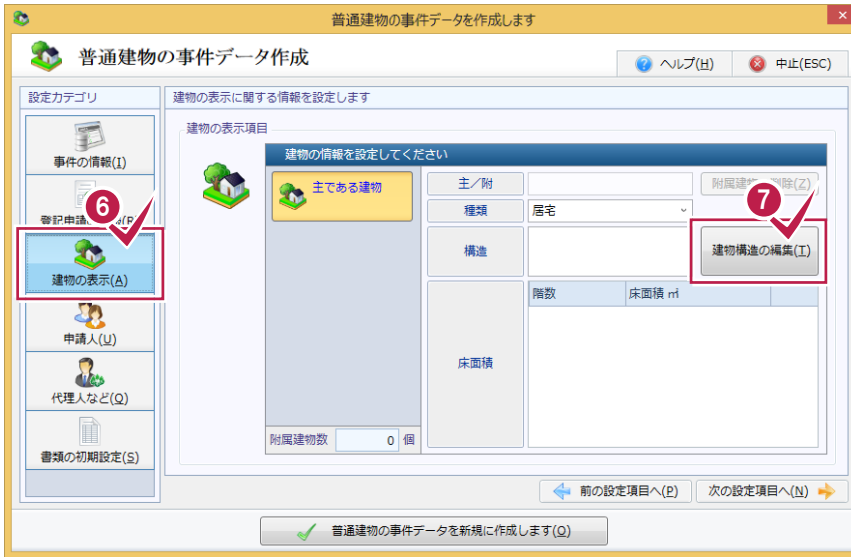 普通建物の事件データを作成します
普通建物の事件データ作成
ヘルプ(H)
中止(ESC)
設定カテゴリ
建物の表示に関する情報を設定します
事件の情報(I)
6
登記申請
(R)
建物の表示(A)
申請人(U)
代理人など(Q)
書類の初期設定(S)
建物の表示項目
建物の情報を設定してください
主である建物
附属建物数 0 個
主／附
附属建物
削除(Z)
種類 居宅
7
構造
建物構造の編集(T)
階数 床面積 ㎡
床面積
前の設定項目へ(P)
次の設定項目へ(N)
普通建物の事件データを新規に作成します(O)